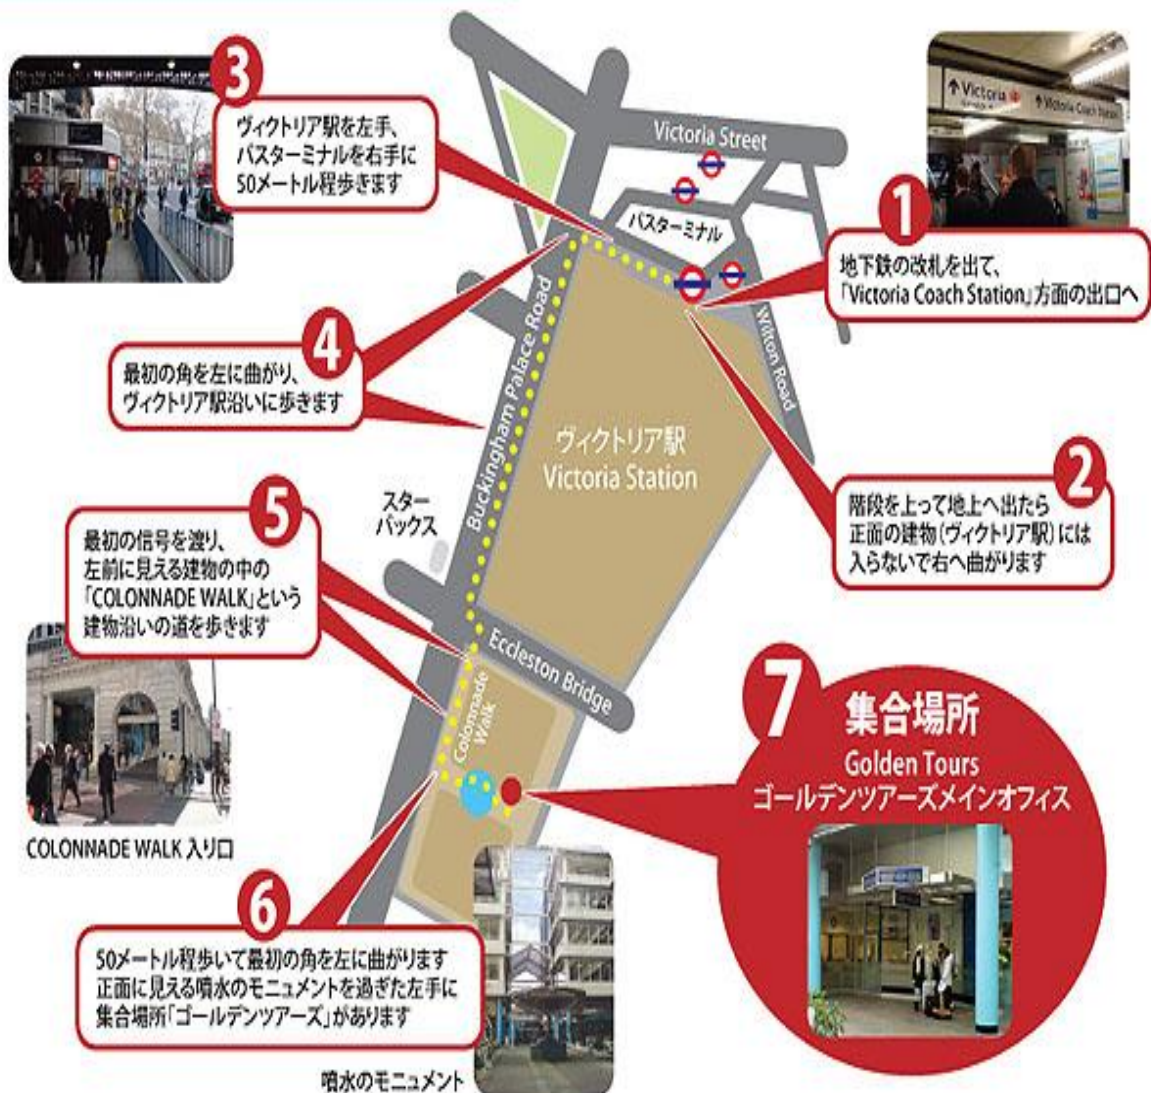 3
ヴィクトリア駅を左手、
バスターミナルを右手に
50メートル程歩きます
Victoria Street
バスターミナル
Victoria
Victoria Coach Station
1
地下鉄の改札を出て、
「Victoria Coach Station」方面の出口へ
Wilton Road
4
最初の角を左に曲がり、
ヴィクトリア駅沿いに歩きます
Buckingham Palace Road
ヴィクトリア駅
Victoria Station
2
階段を上って地上へ出たら
正面の建物(ヴィクトリア駅)には
入らないで右へ曲がります
スター
バックス
5
最初の信号を渡り、
左前に見える建物の中の
「COLONNADE WALK」という
建物沿いの道を歩きます
Eccleston Bridge
Colonnade
Walk
COLONNADE WALK 入り口
7
集合場所
Golden Tours
ゴールデンツアーズメインオフィス
6
50メートル程歩いて最初の角を左に曲がります
正面に見える噴水のモニュメントを過ぎた左手に
集合場所「ゴールデンツアーズ」があります
噴水のモニュメント